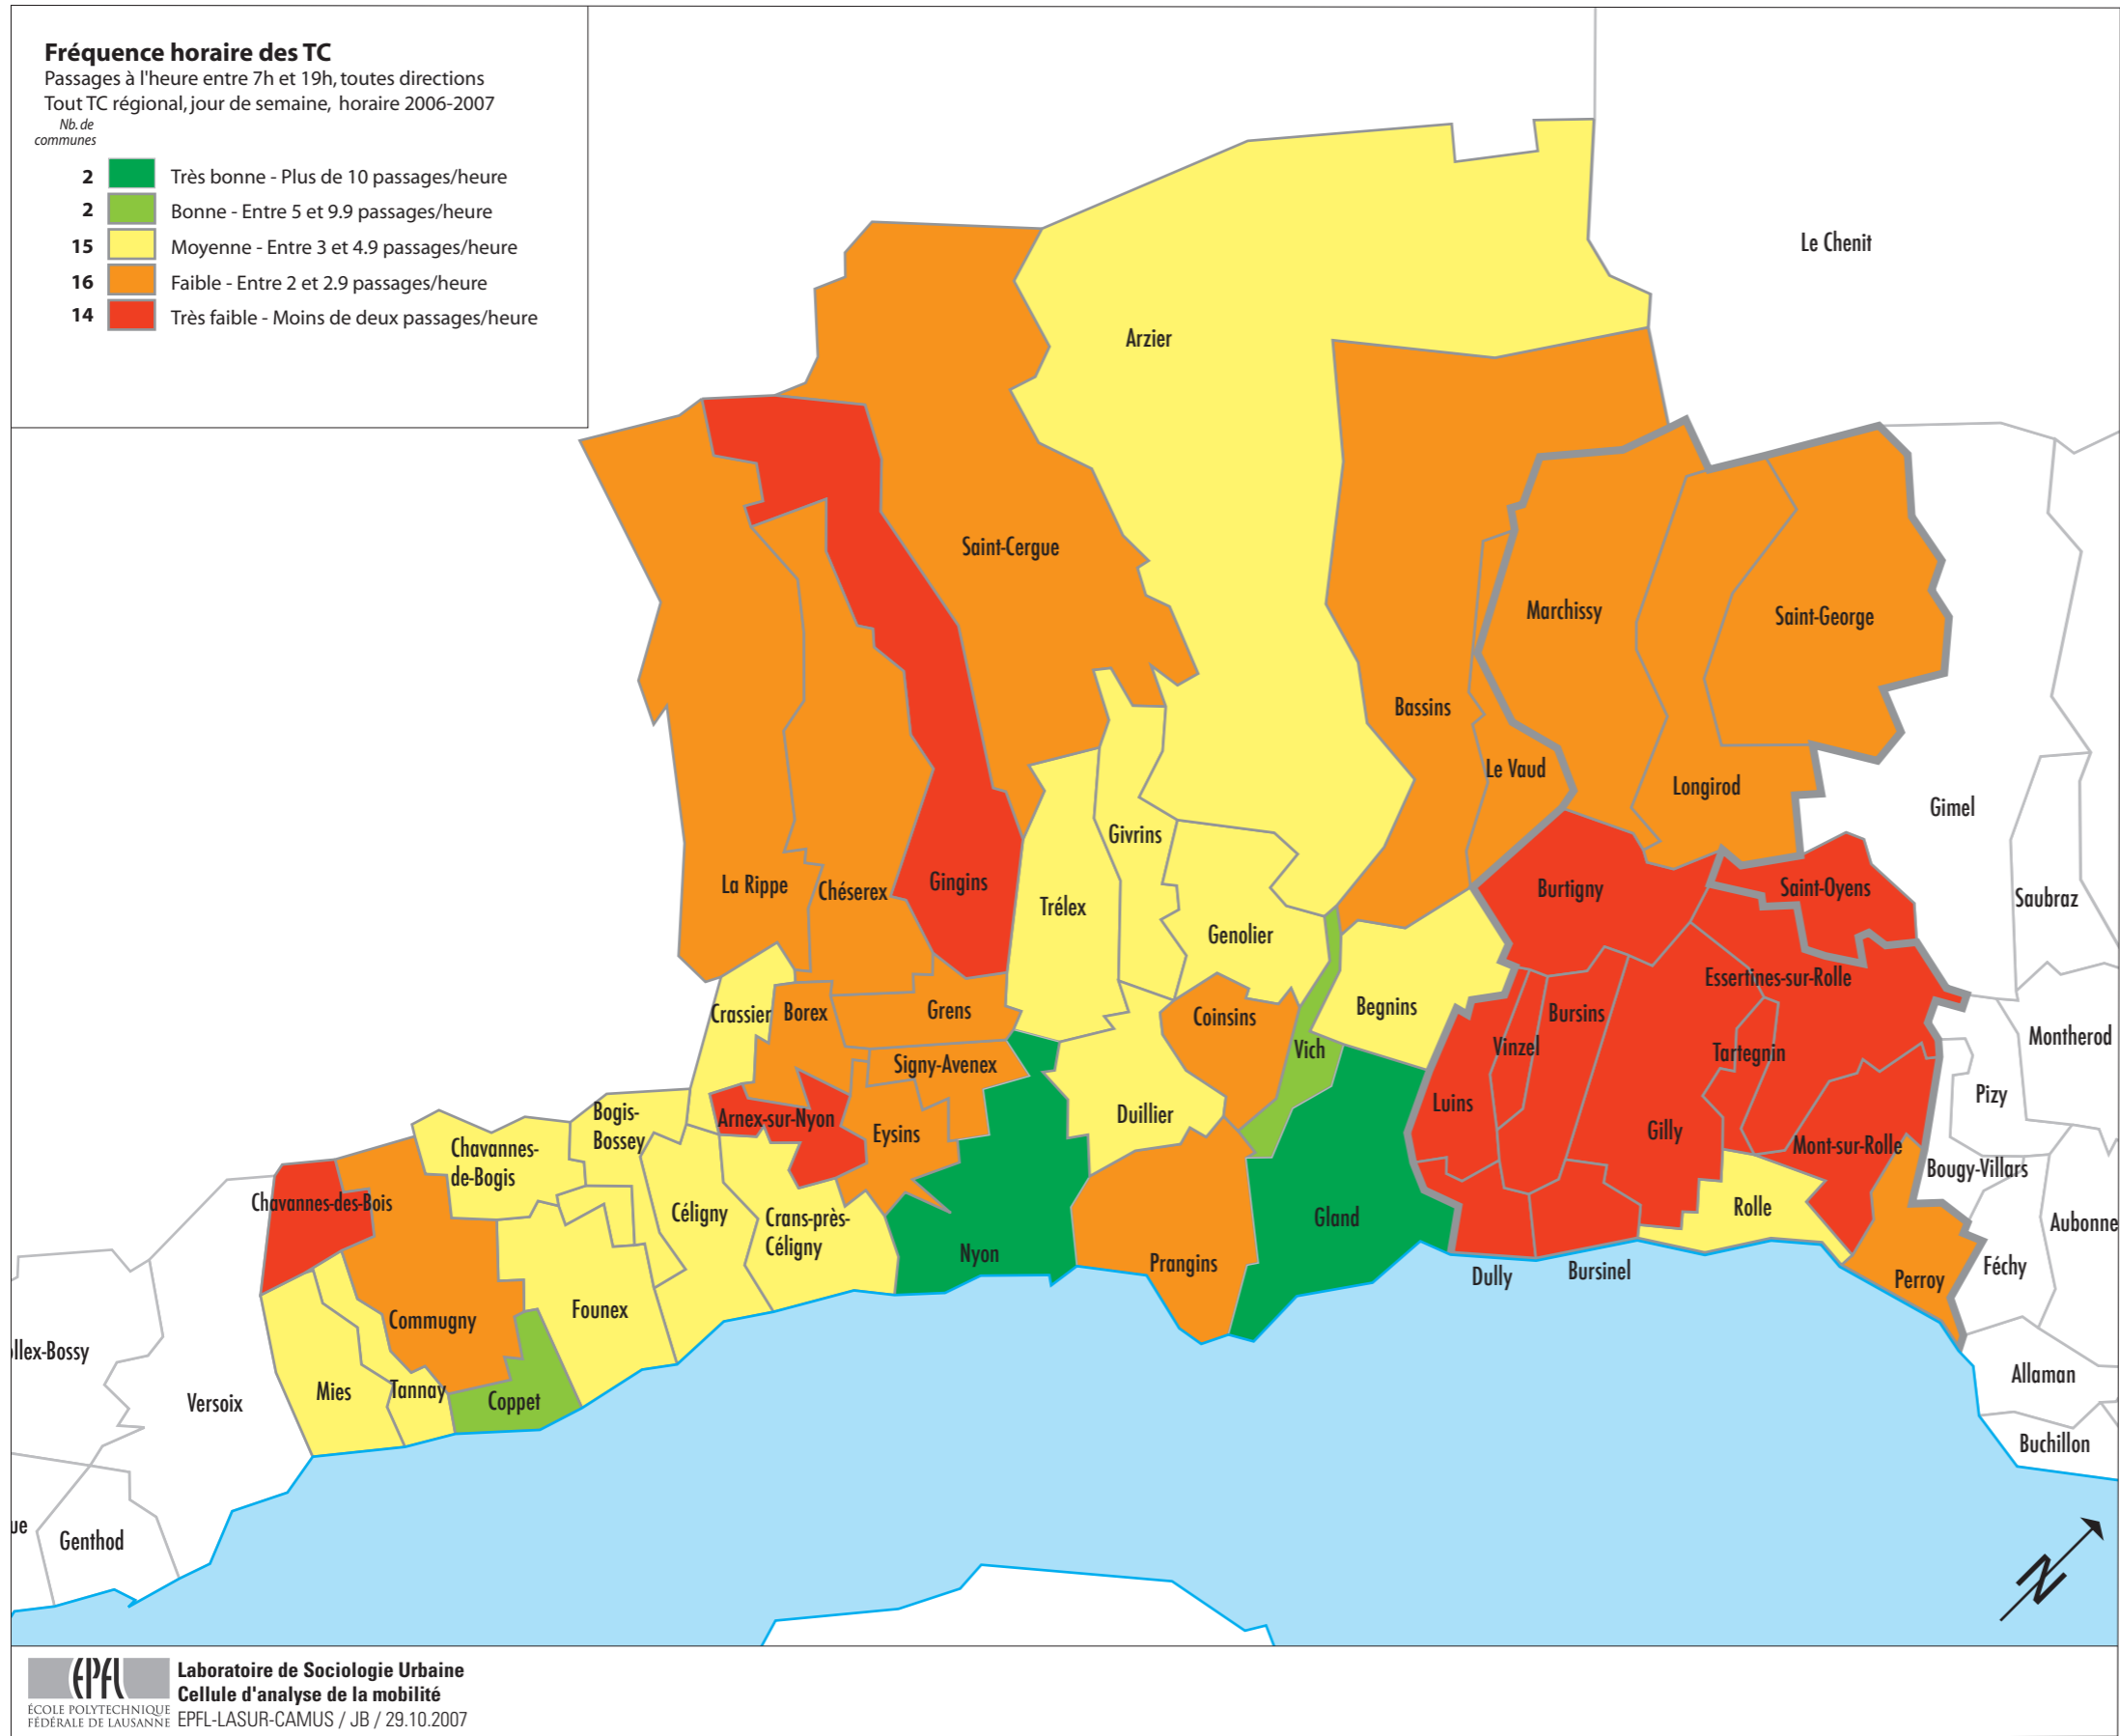 Fréquence horaire des TC
Passages à l'heure entre 7h et 19h, toutes directions
Tout TC régional, jour de semaine, horaire 2006-2007
Nb. de
communes
2 Très bonne - Plus de 10 passages/heure
2 Bonne - Entre 5 et 9.9 passages/heure
15 Moyenne - Entre 3 et 4.9 passages/heure
16 Faible - Entre 2 et 2.9 passages/heure
14 Très faible - Moins de deux passages/heure
Le Chenit
Arzier
Saint-Cergue
Marchissy
Saint-George
Bassins
Le Vaud
Longirod
Gimel
Givrins
La Rippe
Chéserex
Gingins
Trélex
Genolier
Burtigny
Saint-Oyens
Saubraz
Essertines-sur-Rolle
Crassier
Borex
Grens
Coinsins
Begnins
Bursins
Vinzel
Vich
Tartegnin
Montherod
Signy-Avenex
Pizy
Luins
Arnex-sur-Nyon
Bogis-
Bossey
Duillier
Eysins
Gilly
Mont-sur-Rolle
Chavannes-
de-Bogis
Bougy-Villars
Chavannes-des-Bois
Céligny
Crans-près-
Céligny
Rolle
Gland
Aubonne
Nyon
Prangins
Dully
Bursinel
Perroy
Féchy
Founex
Commugny
llex-Bossy
Allaman
Mies
Tannay
Coppet
Versoix
Buchillon
ue
Genthod
N
EPFL
ÉCOLE POLYTECHNIQUE
FÉDÉRALE DE LAUSANNE
Laboratoire de Sociologie Urbaine
Cellule d'analyse de la mobilité
EPFL-LASUR-CAMUS / JB / 29.10.2007